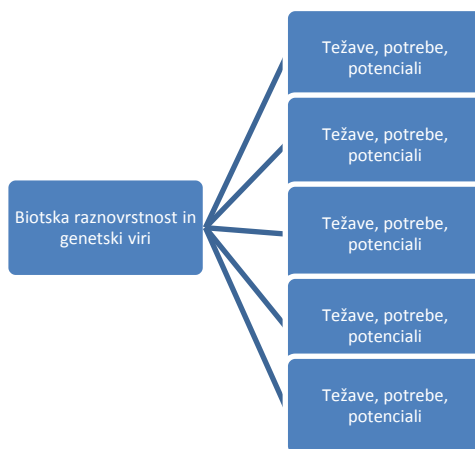 Težave, potrebe,
potenciali
Težave, potrebe,
potenciali
Biotska raznovrstnost in
genetski viri
Težave, potrebe,
potenciali
Težave, potrebe,
potenciali
Težave, potrebe,
potenciali